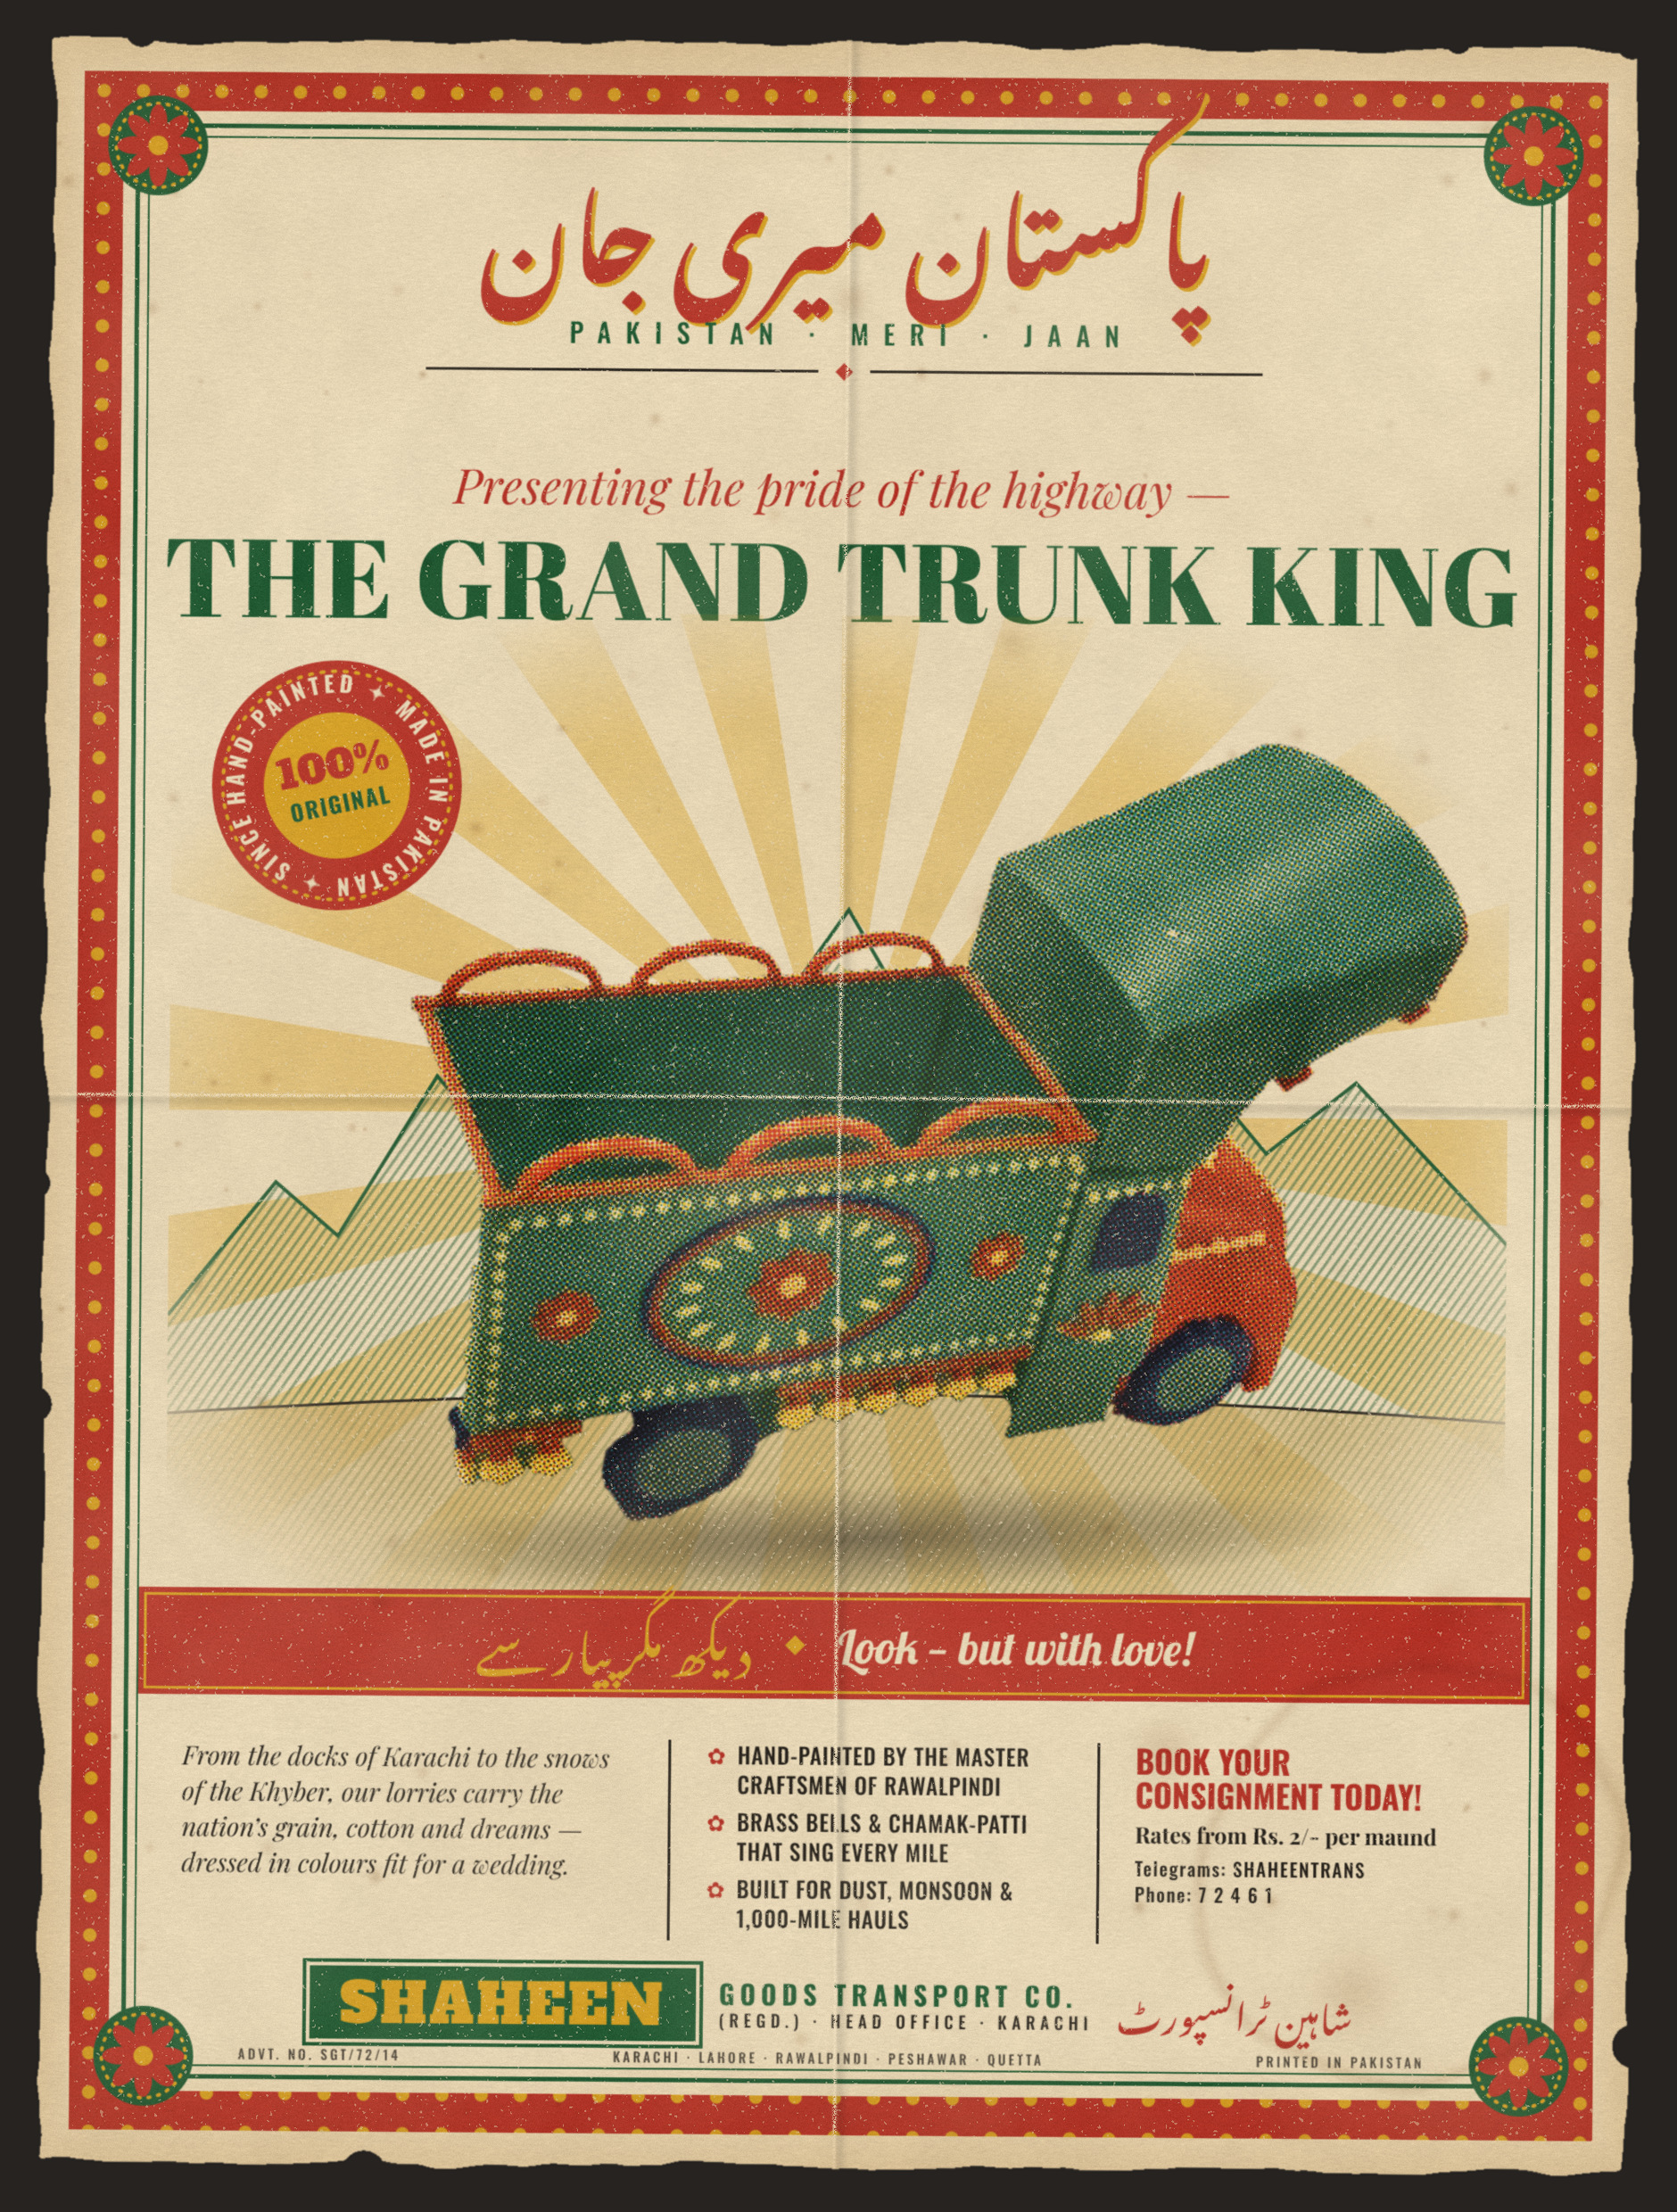 پاکستان میری جان
PAKISTAN · MERI · JAAN
Presenting the pride of the highway —
THE GRAND TRUNK KING
SINCE HAND-PAINTED ✦ MADE IN PAKISTAN ✦
100%
ORIGINAL
دیکھ مگر پیار سے ◆ Look – but with love!
From the docks of Karachi to the snows
of the Khyber, our lorries carry the
nation's grain, cotton and dreams —
dressed in colours fit for a wedding.
✿ HAND-PAINTED BY THE MASTER
CRAFTSMEN OF RAWALPINDI
✿ BRASS BELLS & CHAMAK-PATTI
THAT SING EVERY MILE
✿ BUILT FOR DUST, MONSOON &
1,000-MILE HAULS
BOOK YOUR
CONSIGNMENT TODAY!
Rates from Rs. 2/- per maund
Telegrams: SHAHEENTRANS
Phone: 7 2 4 6 1
SHAHEEN
GOODS TRANSPORT CO.
(REGD.) · HEAD OFFICE · KARACHI
شاہین ٹرانسپورٹ
ADVT. NO. SGT/72/14
KARACHI · LAHORE · RAWALPINDI · PESHAWAR · QUETTA
PRINTED IN PAKISTAN